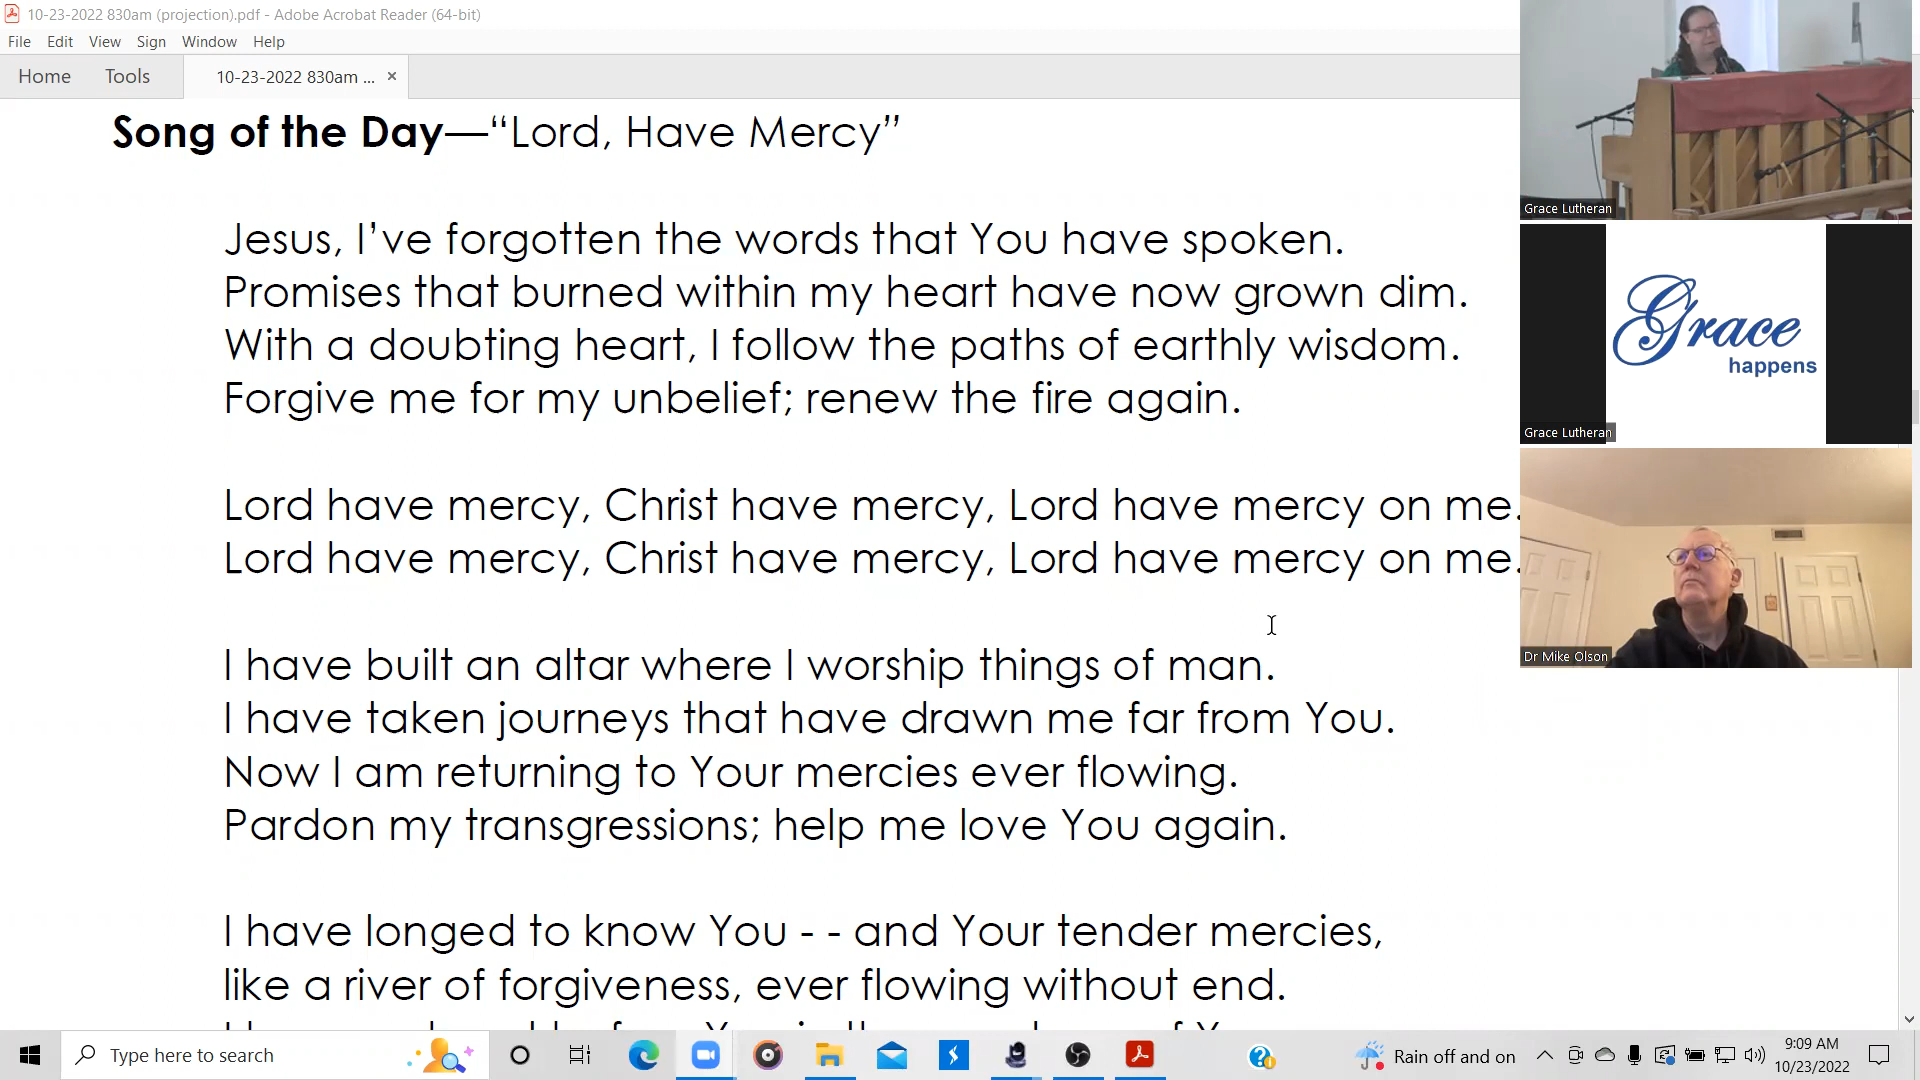 10-23-2022 830am (projection).pdf - Adobe Acrobat Reader (64-bit)
File Edit View Sign Window Help
Home Tools 10-23-2022 830am ... ×
Song of the Day—“Lord, Have Mercy”
Jesus, I’ve forgotten the words that You have spoken.
Promises that burned within my heart have now grown dim.
With a doubting heart, I follow the paths of earthly wisdom.
Forgive me for my unbelief; renew the fire again.
Lord have mercy, Christ have mercy, Lord have mercy on me.
Lord have mercy, Christ have mercy, Lord have mercy on me.
I have built an altar where I worship things of man.
I have taken journeys that have drawn me far from You.
Now I am returning to Your mercies ever flowing.
Pardon my transgressions; help me love You again.
I have longed to know You - - and Your tender mercies,
like a river of forgiveness, ever flowing without end.
Grace Lutheran
Grace
happens
Grace Lutheran
Dr Mike Olson
Type here to search
Rain off and on
9:09 AM
10/23/2022